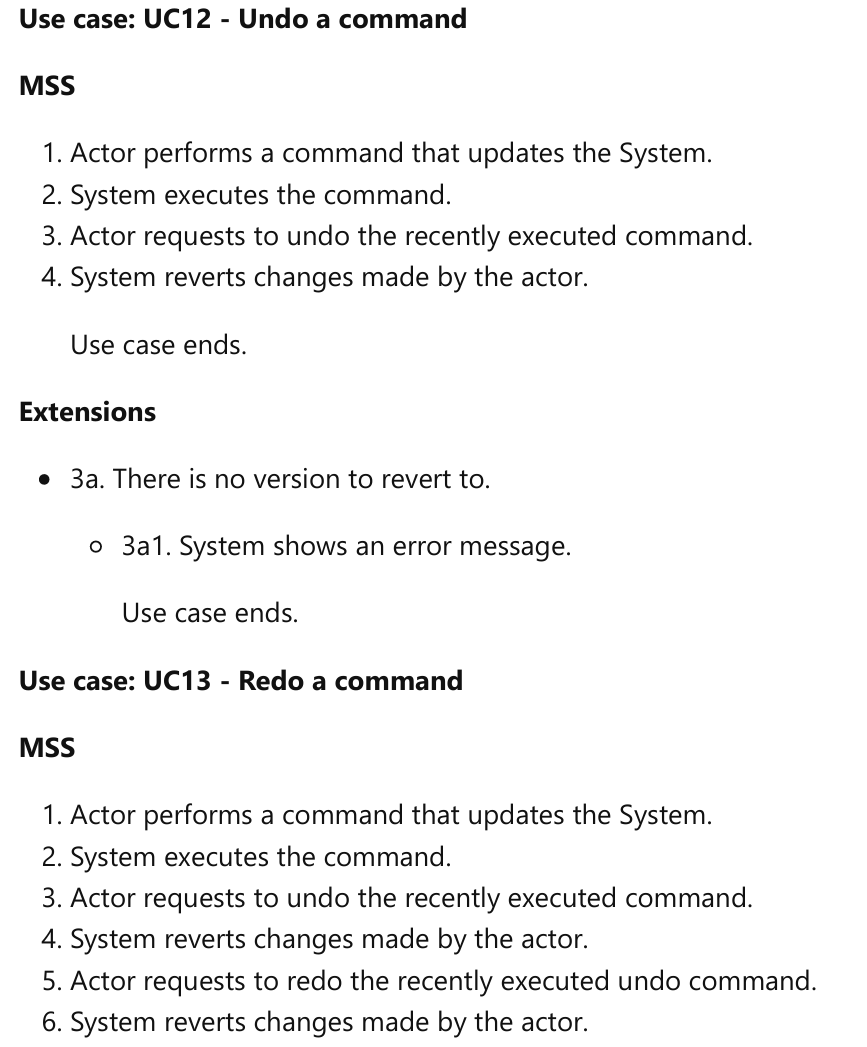 Use case: UC12 - Undo a command
MSS
1. Actor performs a command that updates the System.
2. System executes the command.
3. Actor requests to undo the recently executed command.
4. System reverts changes made by the actor.
Use case ends.
Extensions
• 3a. There is no version to revert to.
○ 3a1. System shows an error message.
Use case ends.
Use case: UC13 - Redo a command
MSS
1. Actor performs a command that updates the System.
2. System executes the command.
3. Actor requests to undo the recently executed command.
4. System reverts changes made by the actor.
5. Actor requests to redo the recently executed undo command.
6. System reverts changes made by the actor.